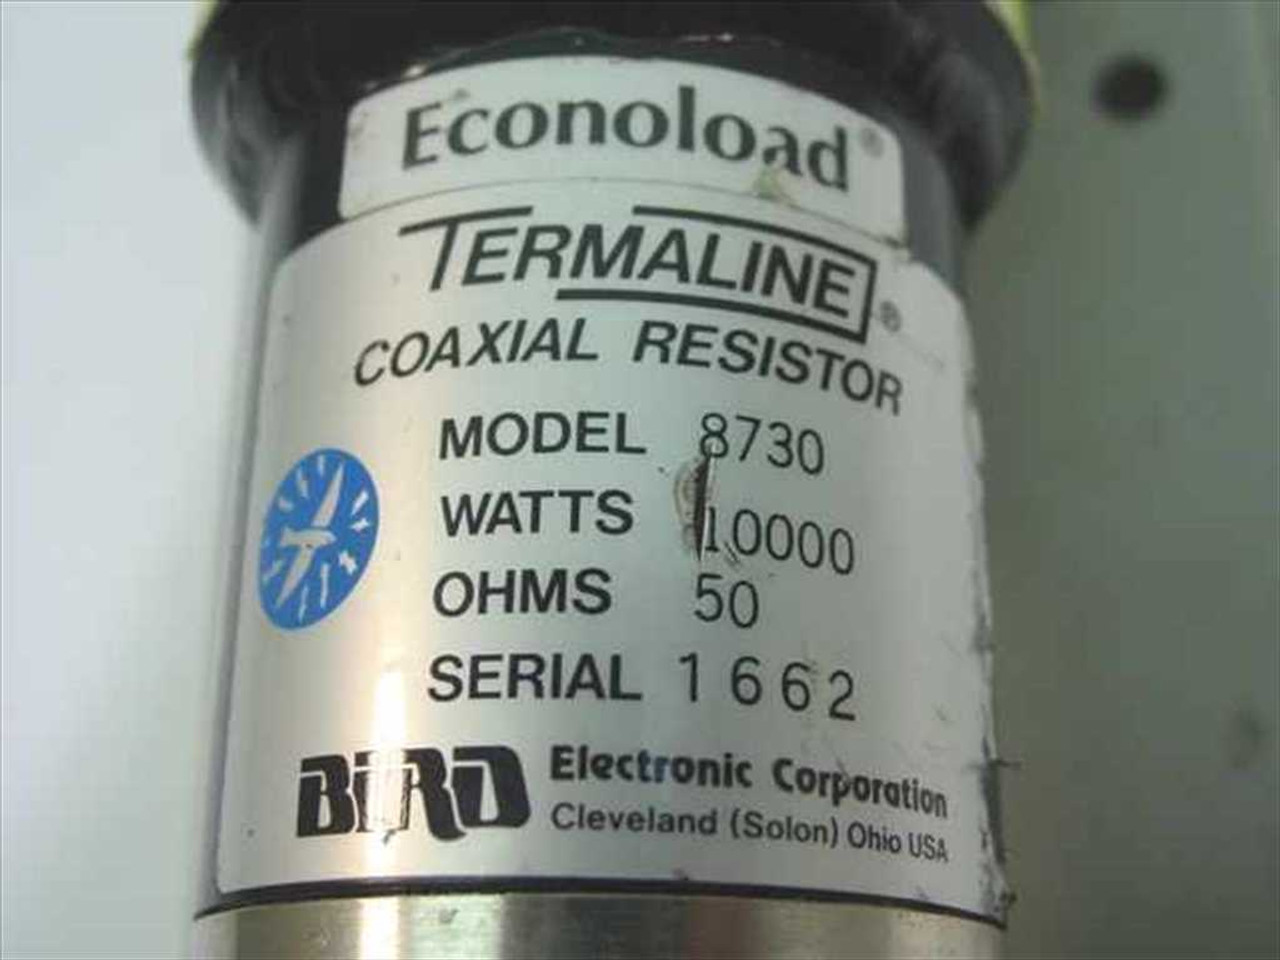 Econoload®
TERMALINE®
COAXIAL RESISTOR
MODEL 8730
WATTS 10000
OHMS 50
SERIAL 1662
BIRD Electronic Corporation
Cleveland (Solon) Ohio USA